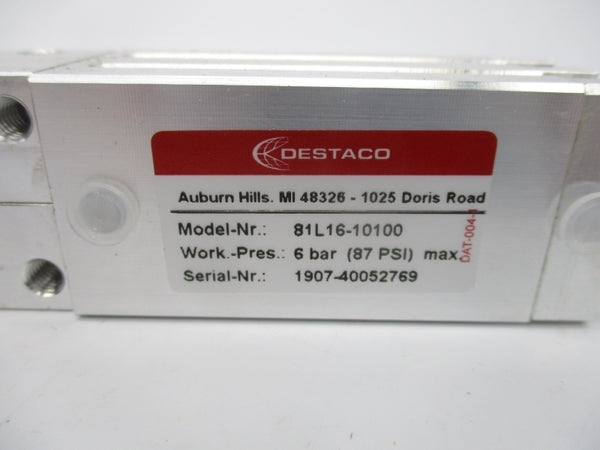 DESTACO
Auburn Hills. MI 48326 - 1025 Doris Road
Model-Nr.: 81L16-10100
Work.-Pres.: 6 bar (87 PSI) max.
Serial-Nr.: 1907-40052769